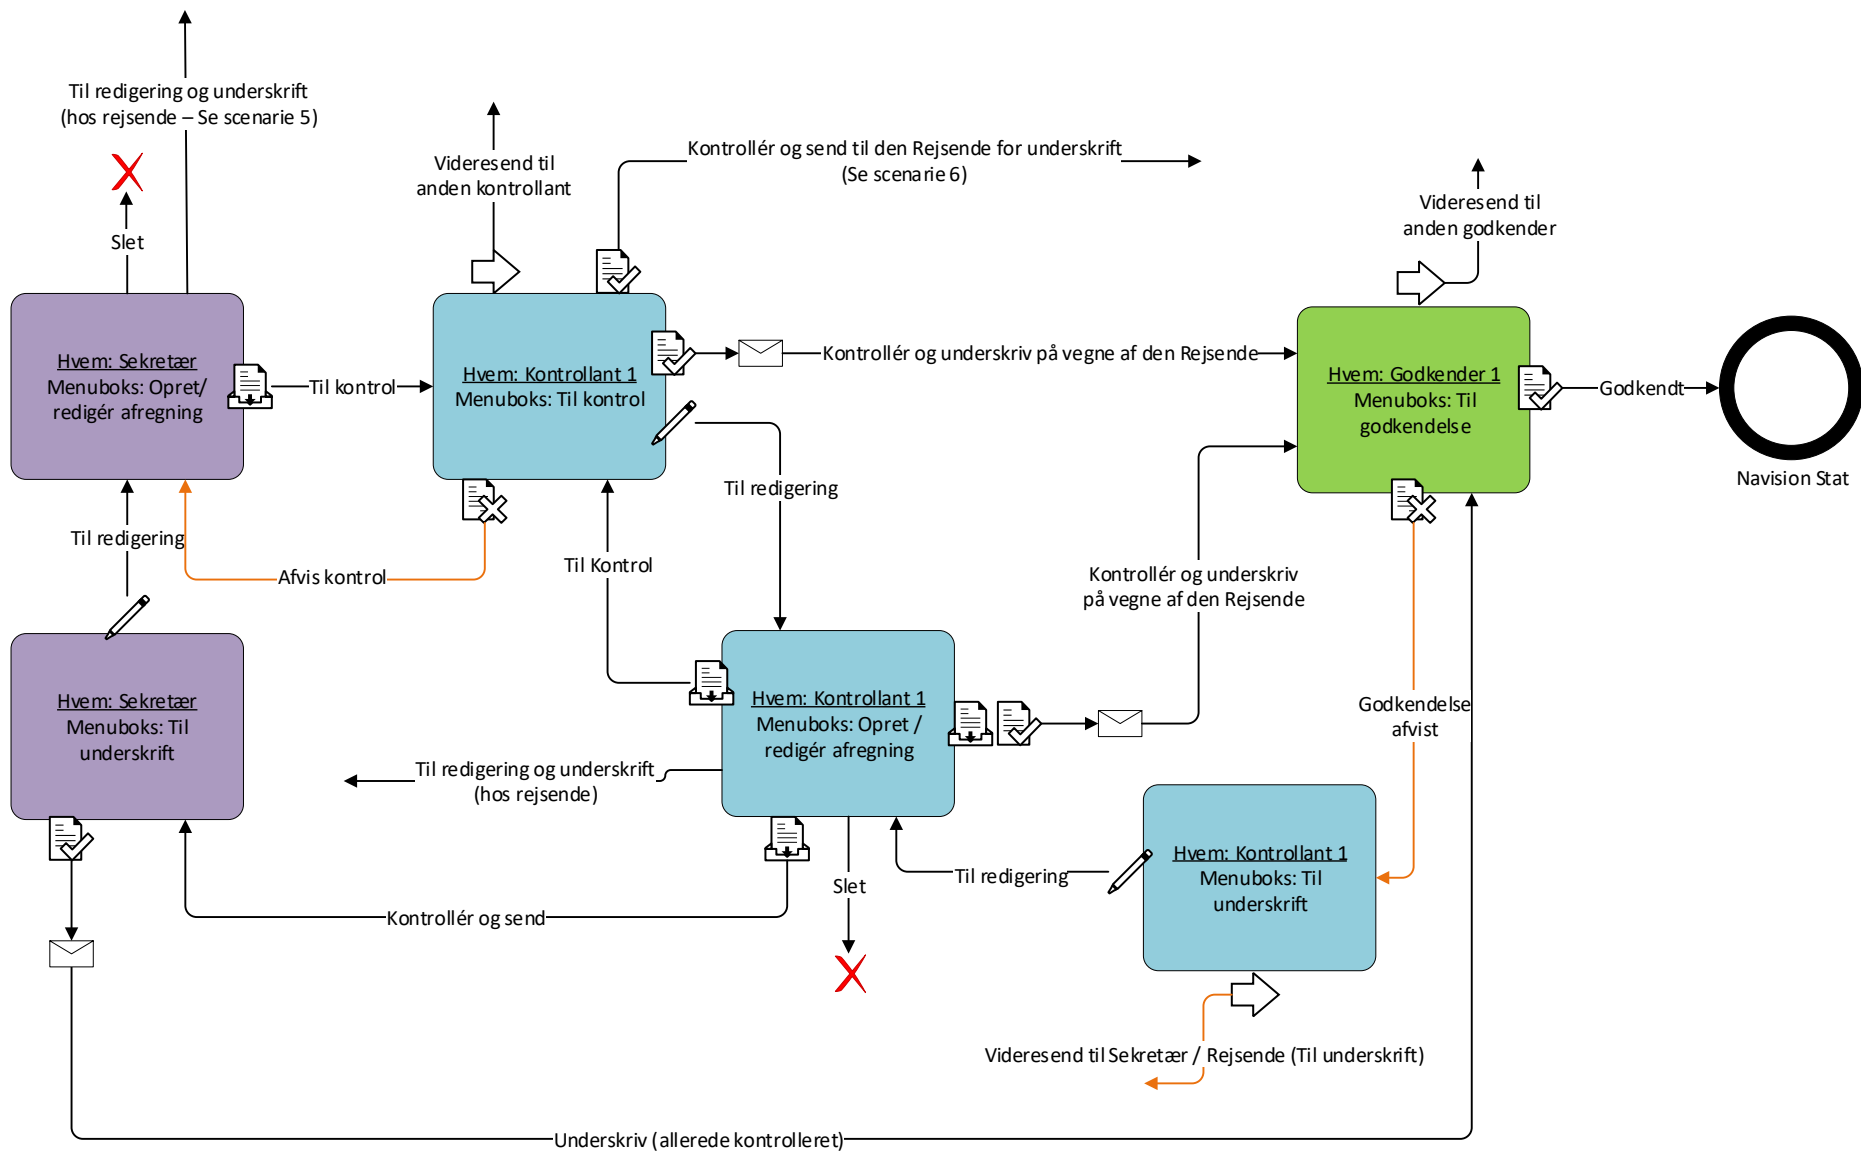 Til redigering og underskrift
(hos rejsende – Se scenarie 5)
Slet
Videresend til
anden kontrollant
Kontrollér og send til den Rejsende for underskrift
(Se scenarie 6)
Videresend til
anden godkender
Hvem: Sekretær
Menuboks: Opret/
redigér afregning
Til kontrol
Hvem: Kontrollant 1
Menuboks: Til kontrol
Kontrollér og underskriv på vegne af den Rejsende
Hvem: Godkender 1
Menuboks: Til
godkendelse
Godkendt
Navision Stat
Til redigering
Til redigering
Afvis kontrol
Til Kontrol
Kontrollér og underskriv
på vegne af den Rejsende
Hvem: Sekretær
Menuboks: Til
underskrift
Hvem: Kontrollant 1
Menuboks: Opret /
redigér afregning
Godkendelse
afvist
Til redigering og underskrift
(hos rejsende)
Hvem: Kontrollant 1
Menuboks: Til
underskrift
Til redigering
Slet
Kontrollér og send
Videresend til Sekretær / Rejsende (Til underskrift)
Underskriv (allerede kontrolleret)